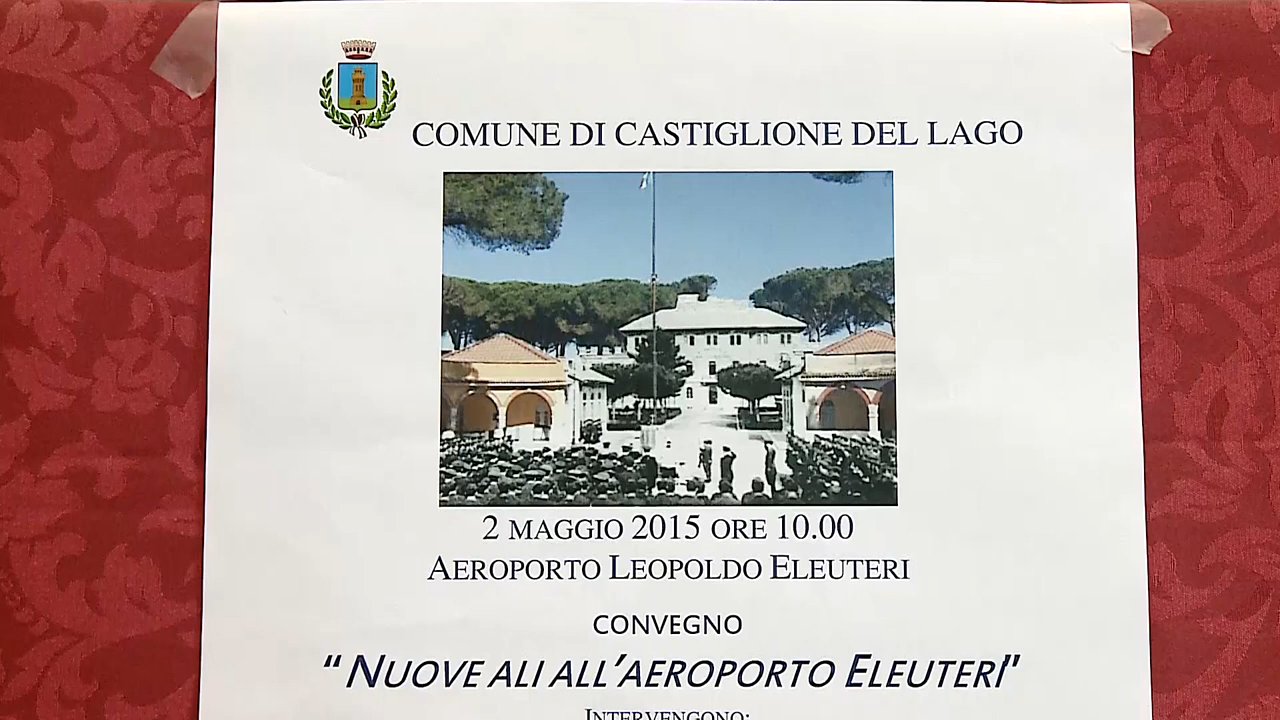 COMUNE DI CASTIGLIONE DEL LAGO
2 MAGGIO 2015 ORE 10.00
AEROPORTO LEOPOLDO ELEUTERI
CONVEGNO
“NUOVE ALI ALL’AEROPORTO ELEUTERI”
INTERVENGONO: